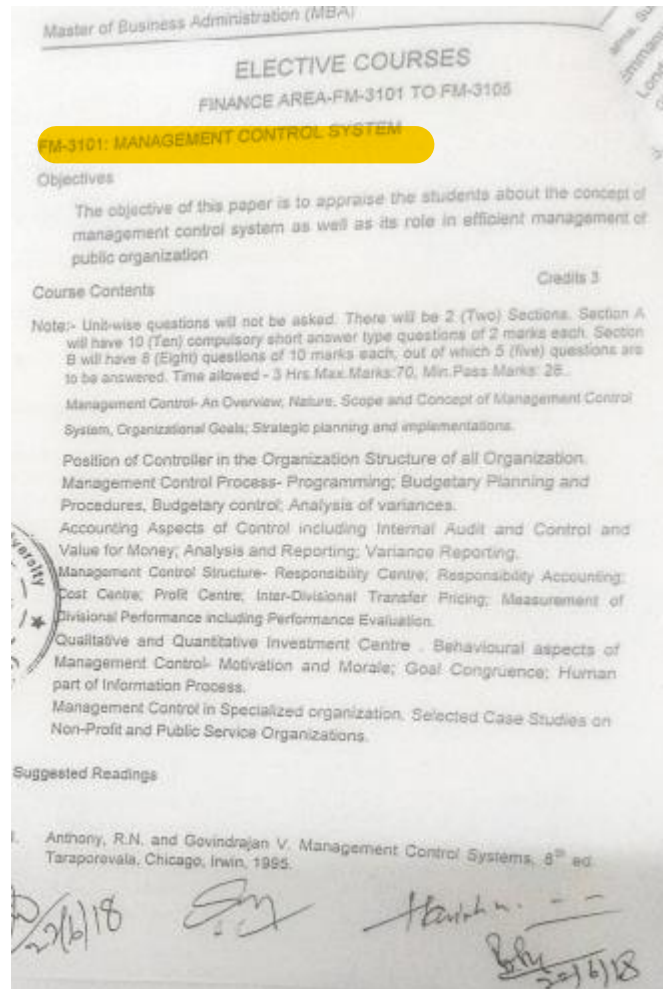 Master of Business Administration (MBA)
ELECTIVE COURSES
FINANCE AREA-FM-3101 TO FM-3105
FM-3101: MANAGEMENT CONTROL SYSTEM
Objectives
The objective of this paper is to appraise the students about the concept of
management control system as well as its role in efficient management of
public organization
Credits 3
Course Contents
Note:- Unit-wise questions will not be asked. There will be 2 (Two) Sections. Section A
will have 10 (Ten) compulsory short answer type questions of 2 marks each. Section
B will have 8 (Eight) questions of 10 marks each, out of which 5 (five) questions are
to be answered. Time allowed - 3 Hrs.Max.Marks:70, Min.Pass Marks: 28.
Management Control- An Overview, Nature, Scope and Concept of Management Control
System, Organizational Goals; Strategic planning and implementations.
Position of Controller in the Organization Structure of all Organization.
Management Control Process- Programming; Budgetary Planning and
Procedures, Budgetary control; Analysis of variances.
Accounting Aspects of Control including Internal Audit and Control and
Value for Money; Analysis and Reporting; Variance Reporting.
Management Control Structure- Responsibility Centre; Responsibility Accounting;
Cost Centre; Profit Centre; Inter-Divisional Transfer Pricing; Measurement of
Divisional Performance including Performance Evaluation.
Qualitative and Quantitative Investment Centre . Behavioural aspects of
Management Control- Motivation and Morale; Goal Congruence; Human
part of Information Process.
Management Control in Specialized organization. Selected Case Studies on
Non-Profit and Public Service Organizations.
Suggested Readings
Anthony, R.N. and Govindrajan V. Management Control Systems, 8th ed.
Taraporevala, Chicago, Irwin, 1995.
22/6/18